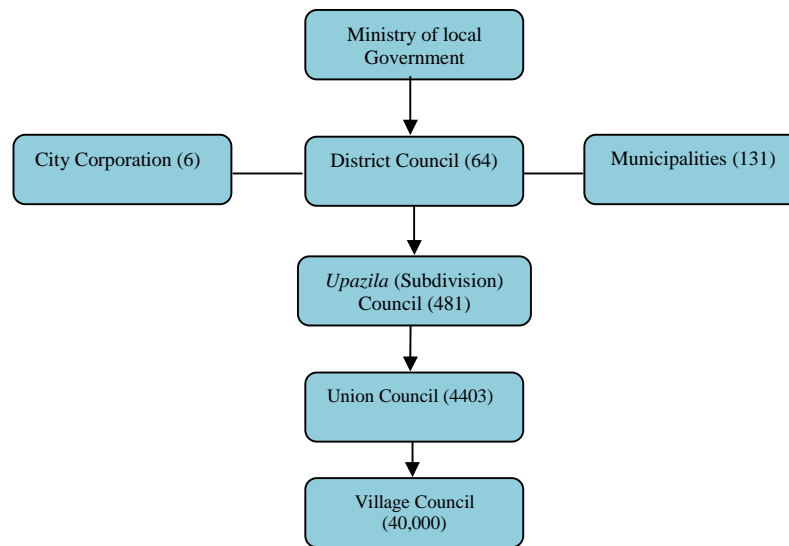 Ministry of local
Government
City Corporation (6)
District Council (64)
Municipalities (131)
Upazila (Subdivision)
Council (481)
Union Council (4403)
Village Council
(40,000)